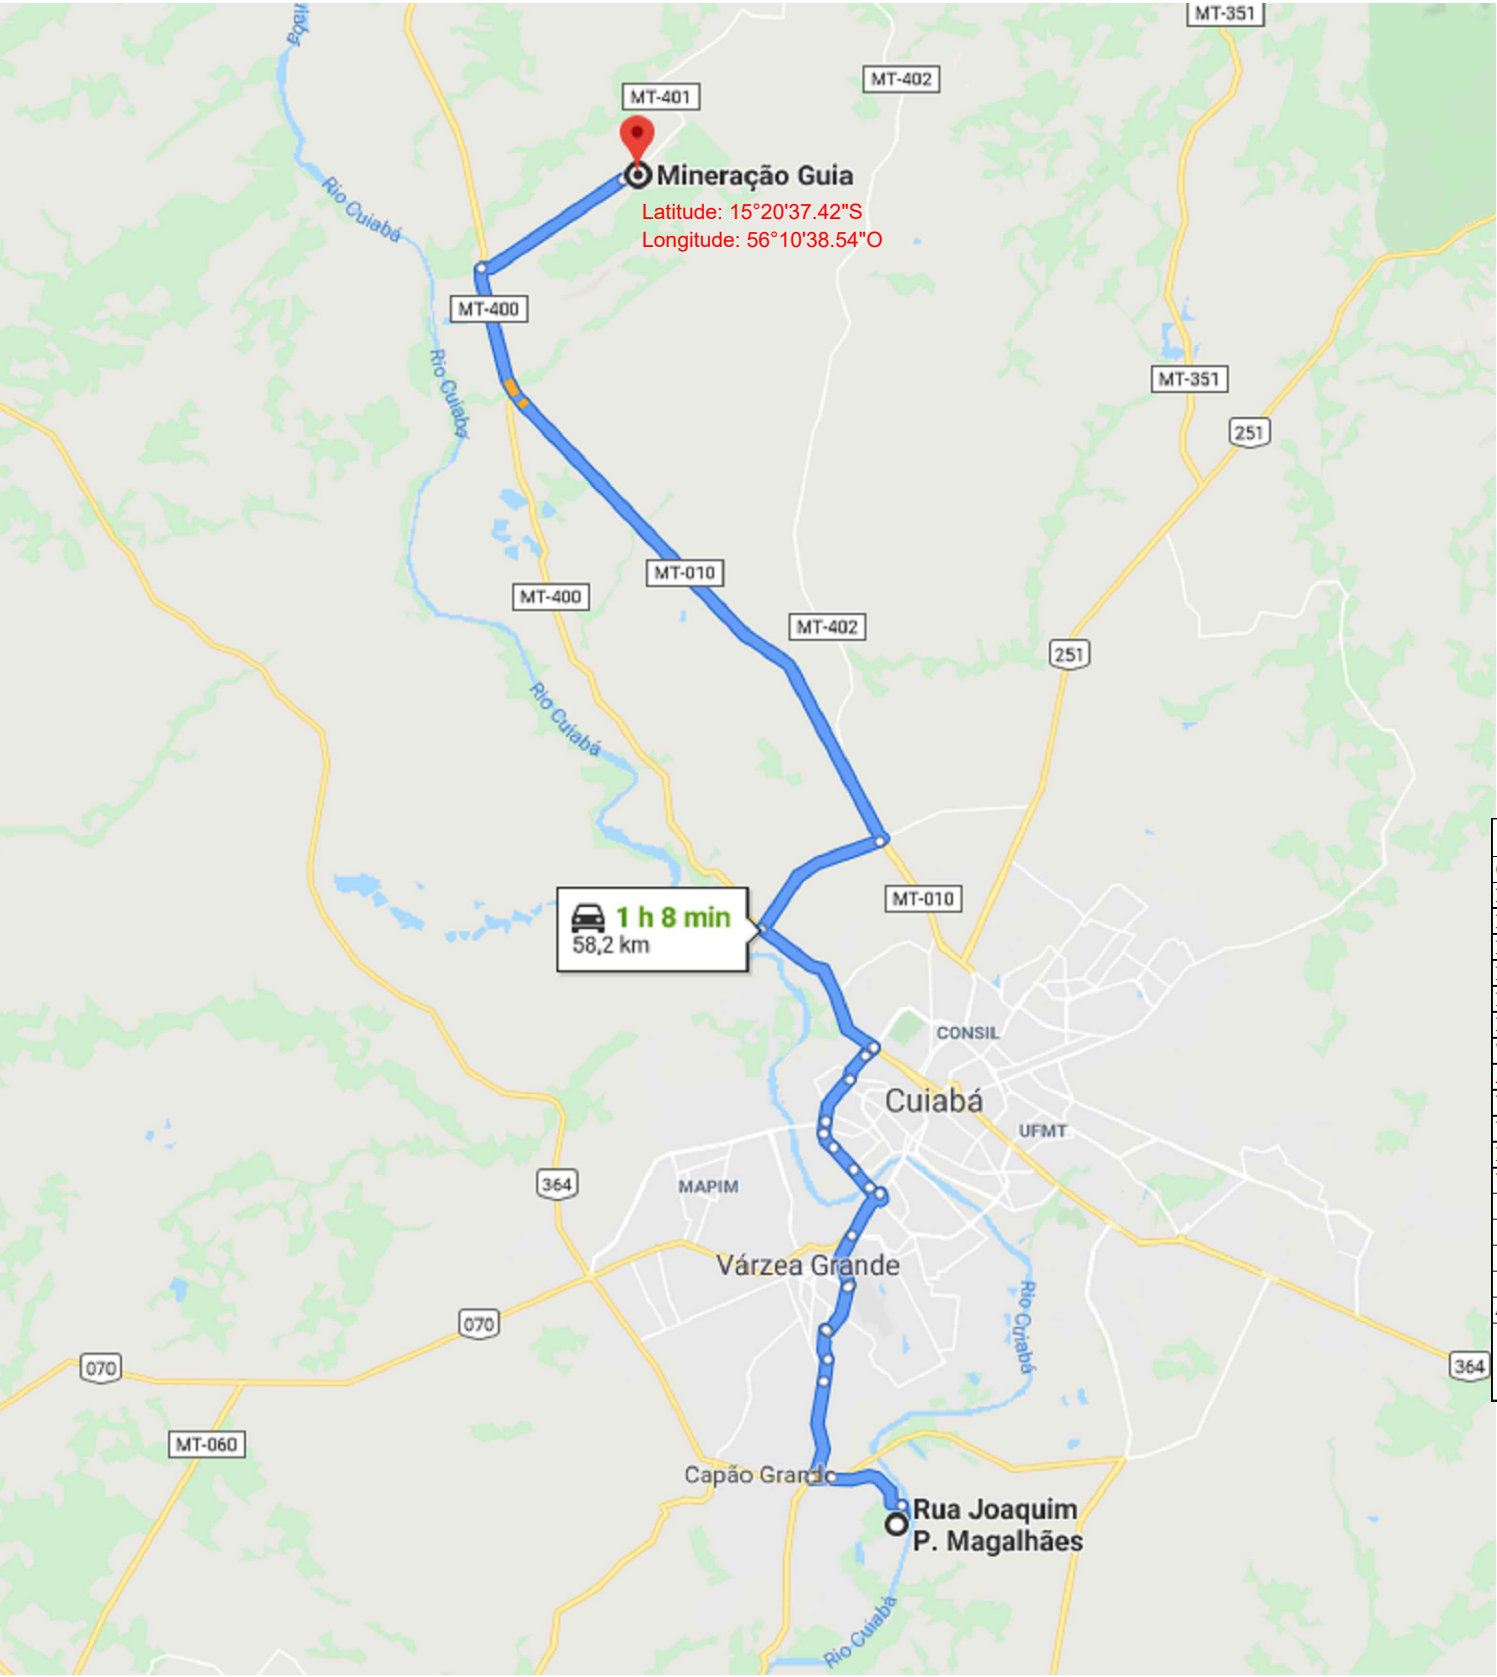 MT-351
Cuiabá
MT-402
MT-401
Mineração Guia
Rio Cuiabá
Latitude: 15°20'37.42"S
Longitude: 56°10'38.54"O
MT-400
Rio Cuiabá
MT-351
251
MT-010
MT-400
MT-402
251
Rio Cuiabá
MT-010
1 h 8 min
58,2 km
CONSIL
Cuiabá
UFMT
364
MAPIM
Várzea Grande
Rio Cuiabá
070
070
364
MT-060
Capão Grande
Rua Joaquim
P. Magalhães
Rio Cuiabá